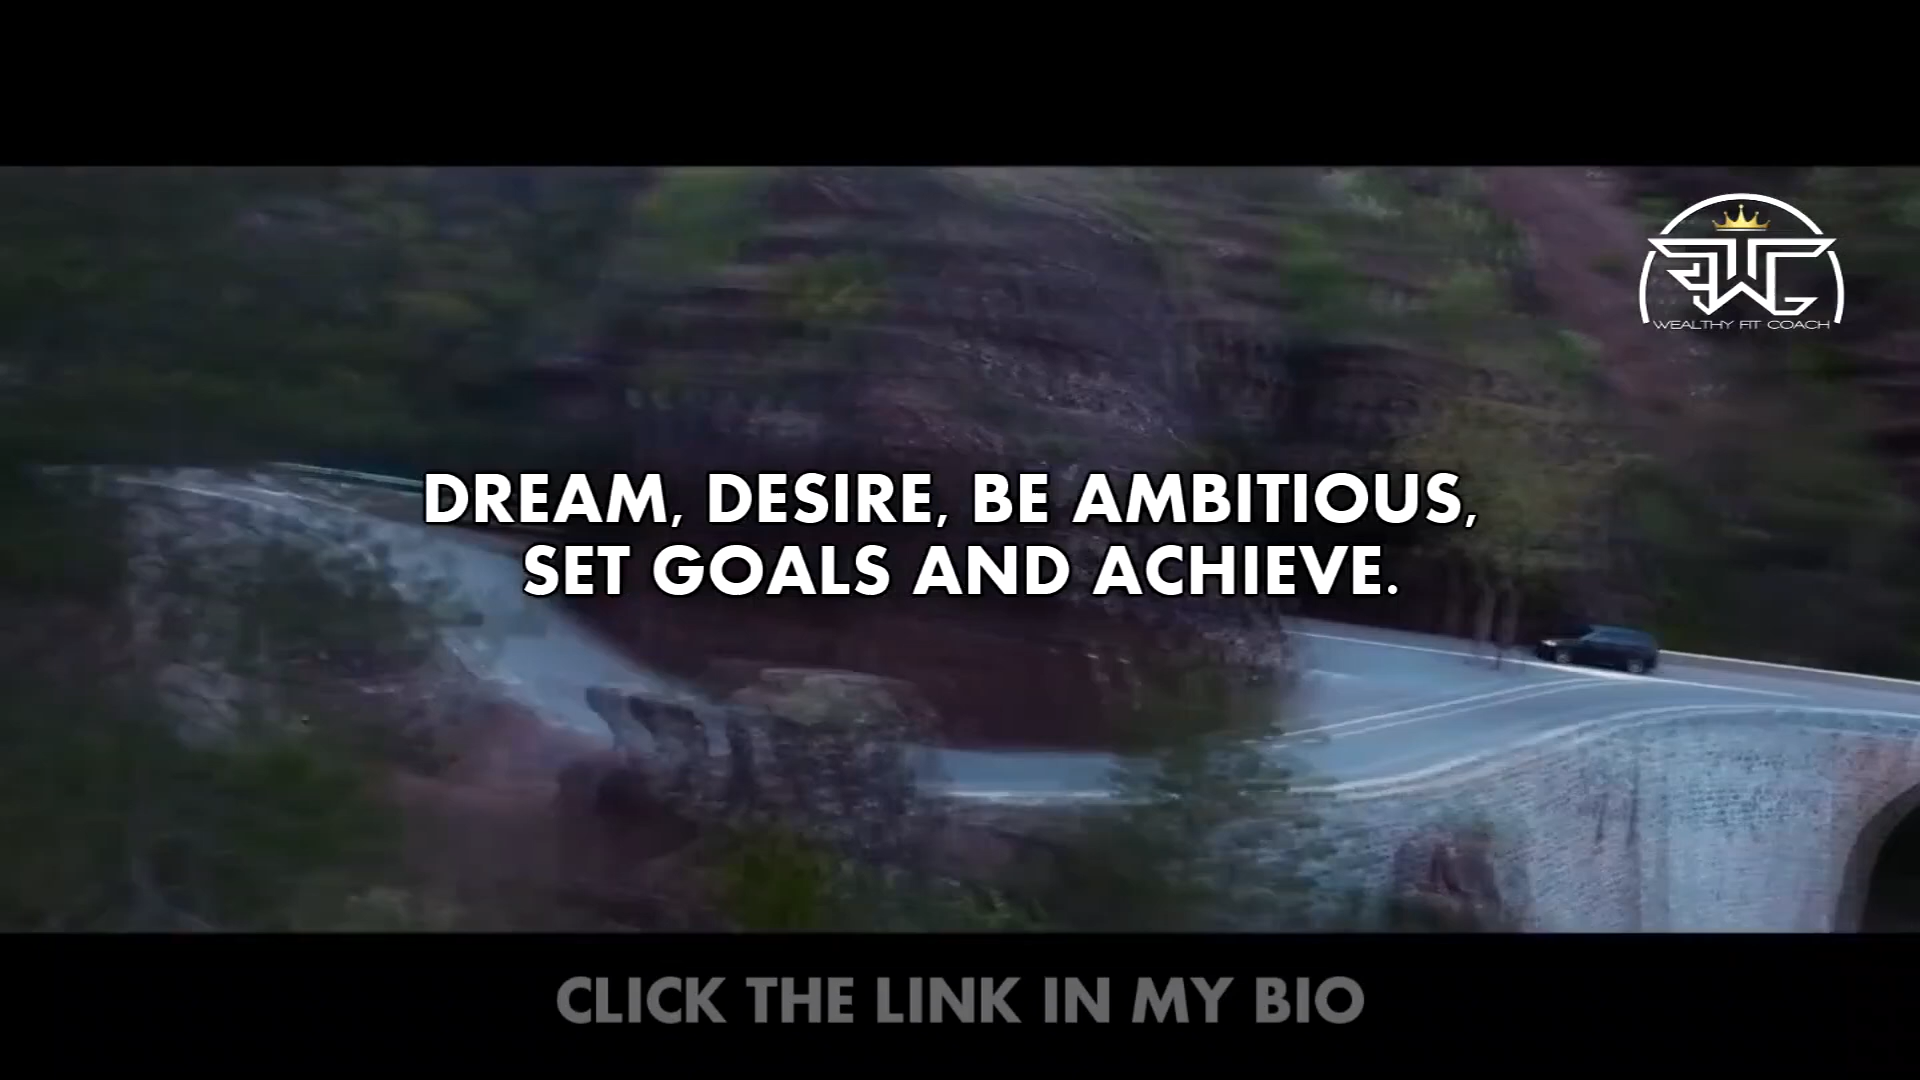 WEALTHY FIT COACH
DREAM, DESIRE, BE AMBITIOUS,
SET GOALS AND ACHIEVE.
CLICK THE LINK IN MY BIO